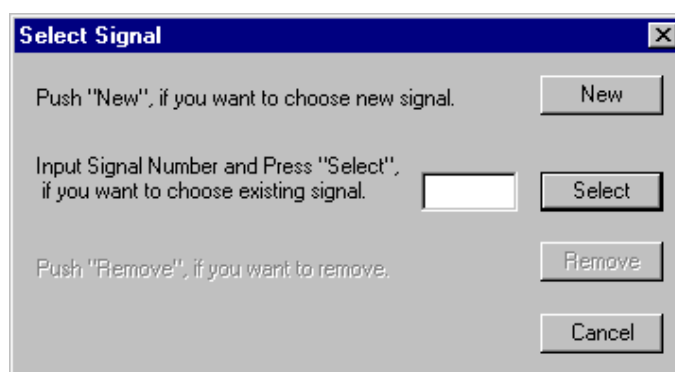 Select Signal
Push "New", if you want to choose new signal.
New
Input Signal Number and Press "Select",
if you want to choose existing signal.
Select
Push "Remove", if you want to remove.
Remove
Cancel